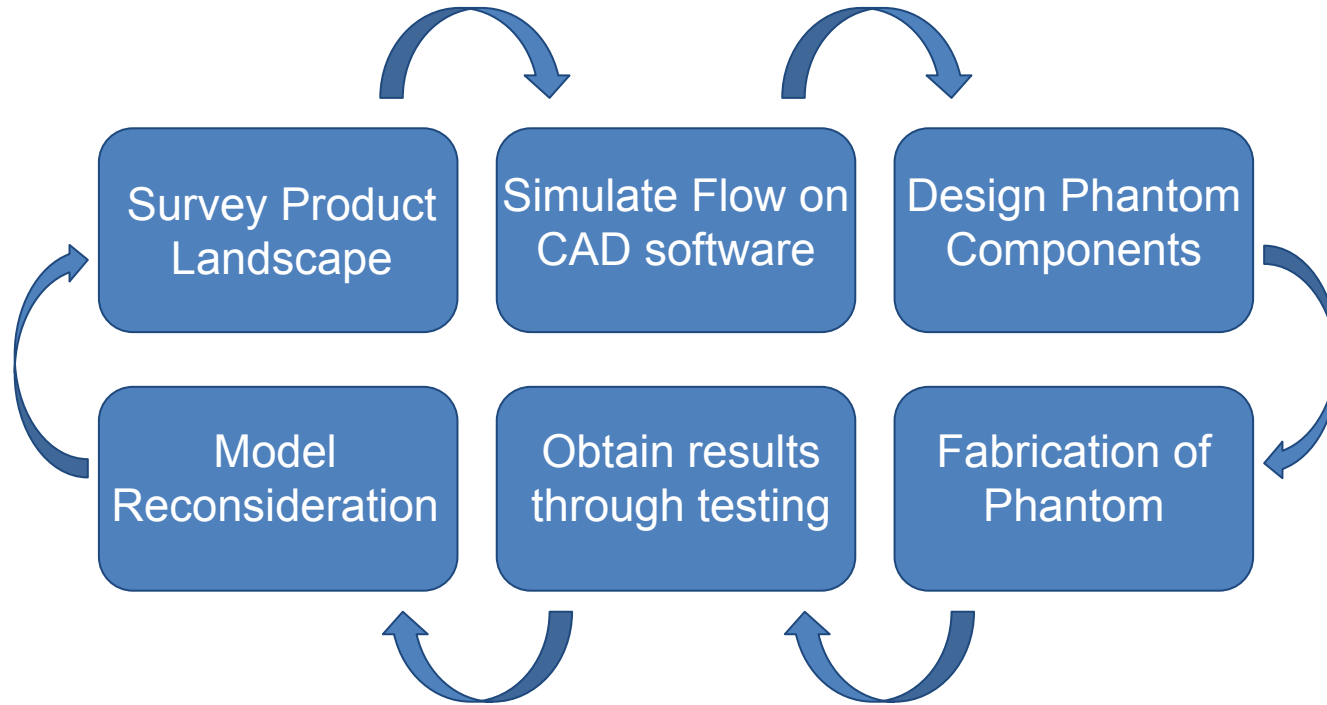 Survey Product
Landscape
Simulate Flow on
CAD software
Design Phantom
Components
Model
Reconsideration
Obtain results
through testing
Fabrication of
Phantom